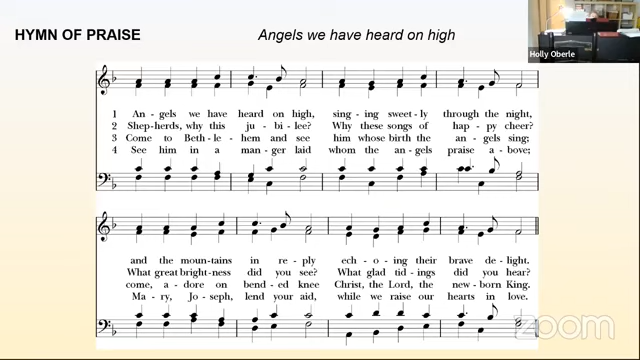 HYMN OF PRAISE
Angels we have heard on high
Holly Oberle
1 An-gels we have heard on high, sing-ing sweet-ly through the night,
2 Shep-herds, why this ju-bi-lee? Why these songs of hap-py cheer?
3 Come to Beth-le-hem and see him whose birth the an-gels sing;
4 See him in a man-ger laid whom the an-gels praise a-bove;
and the moun-tains in re-ply ech-o-ing their brave de-light.
What great bright-ness did you see? What glad tid-ings did you hear?
come, a-dore on bend-ed knee Christ, the Lord, the new-born King.
Ma-ry, Jo-seph, lend your aid, while we raise our hearts in love.
zoom